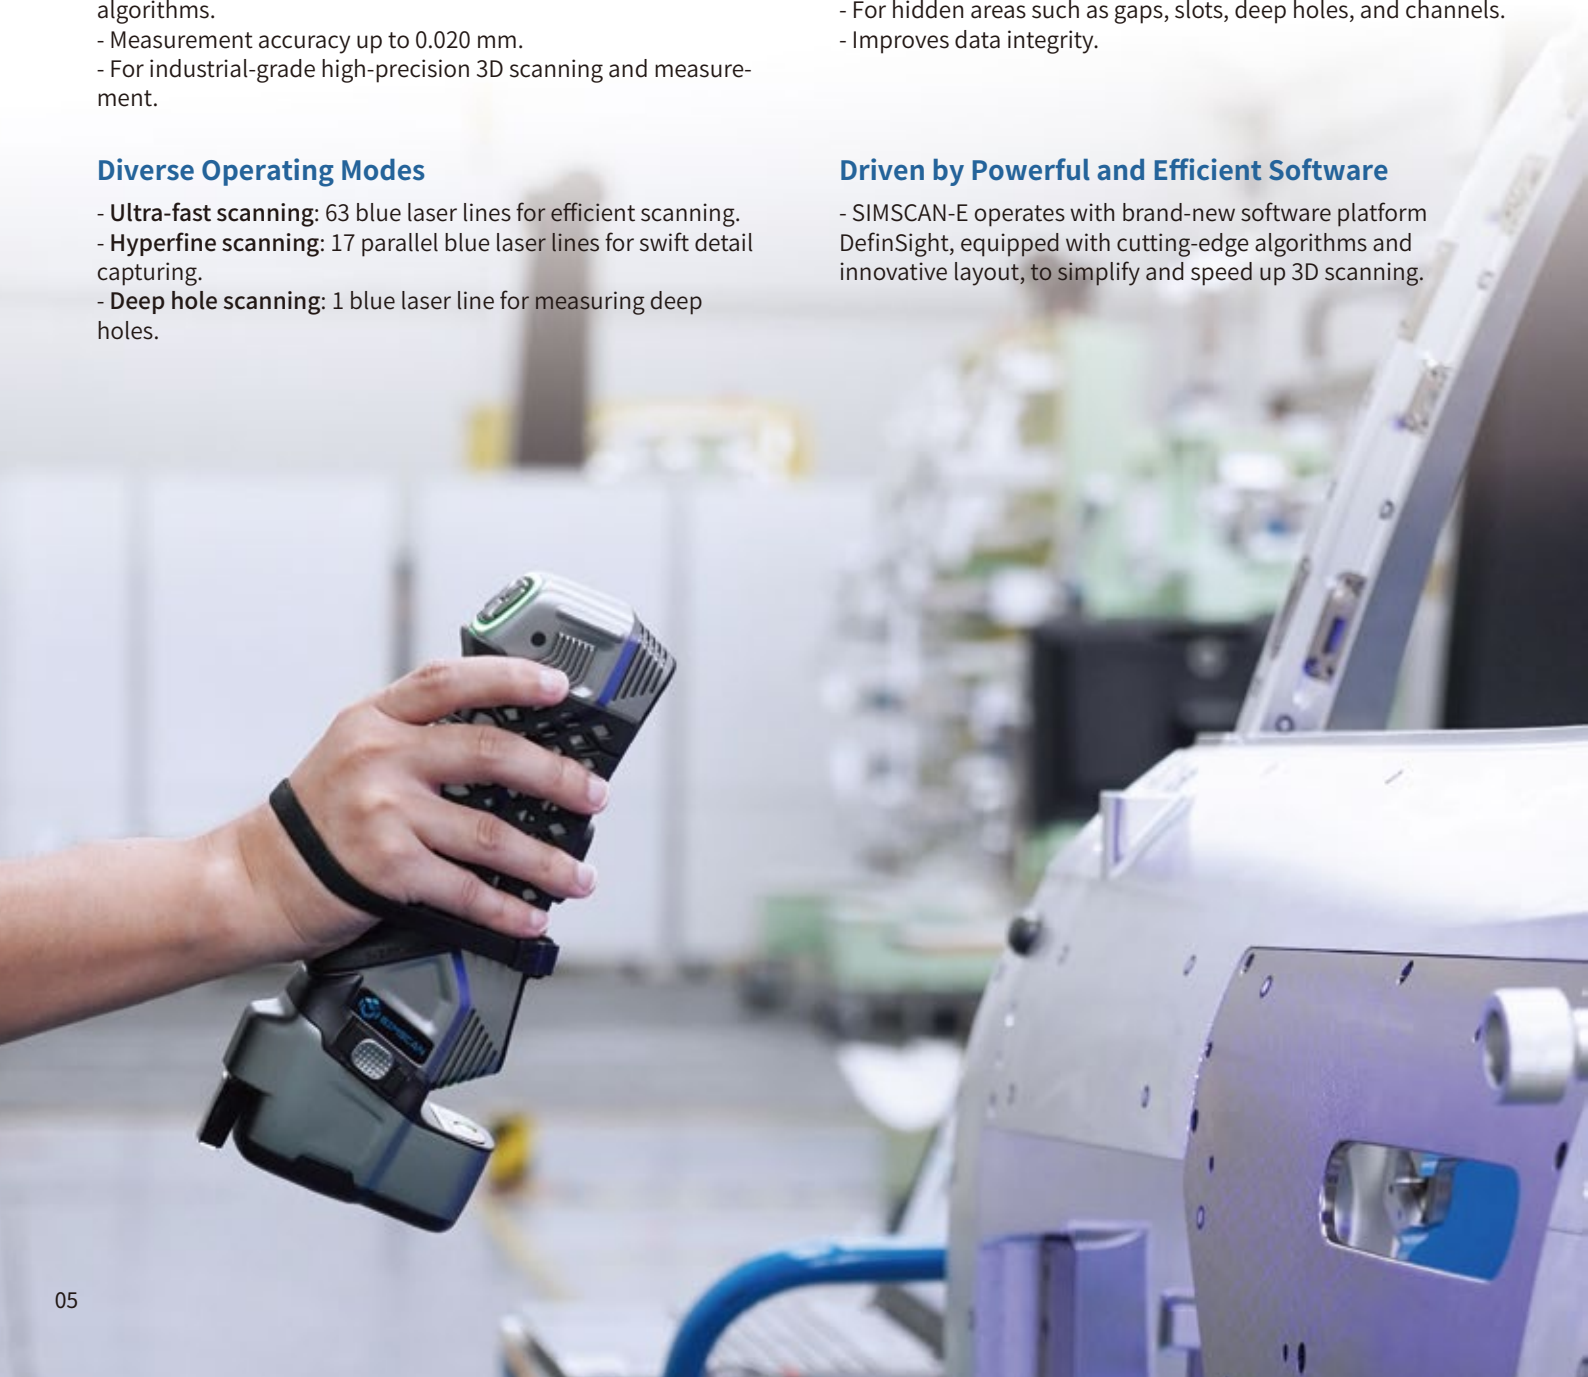 algorithms.
- Measurement accuracy up to 0.020 mm.
- For industrial-grade high-precision 3D scanning and measure-
ment.
- For hidden areas such as gaps, slots, deep holes, and channels.
- Improves data integrity.
Diverse Operating Modes
- Ultra-fast scanning: 63 blue laser lines for efficient scanning.
- Hyperfine scanning: 17 parallel blue laser lines for swift detail
capturing.
- Deep hole scanning: 1 blue laser line for measuring deep
holes.
Driven by Powerful and Efficient Software
- SIMSCAN-E operates with brand-new software platform
DefinSight, equipped with cutting-edge algorithms and
innovative layout, to simplify and speed up 3D scanning.
SIMSCAN
05